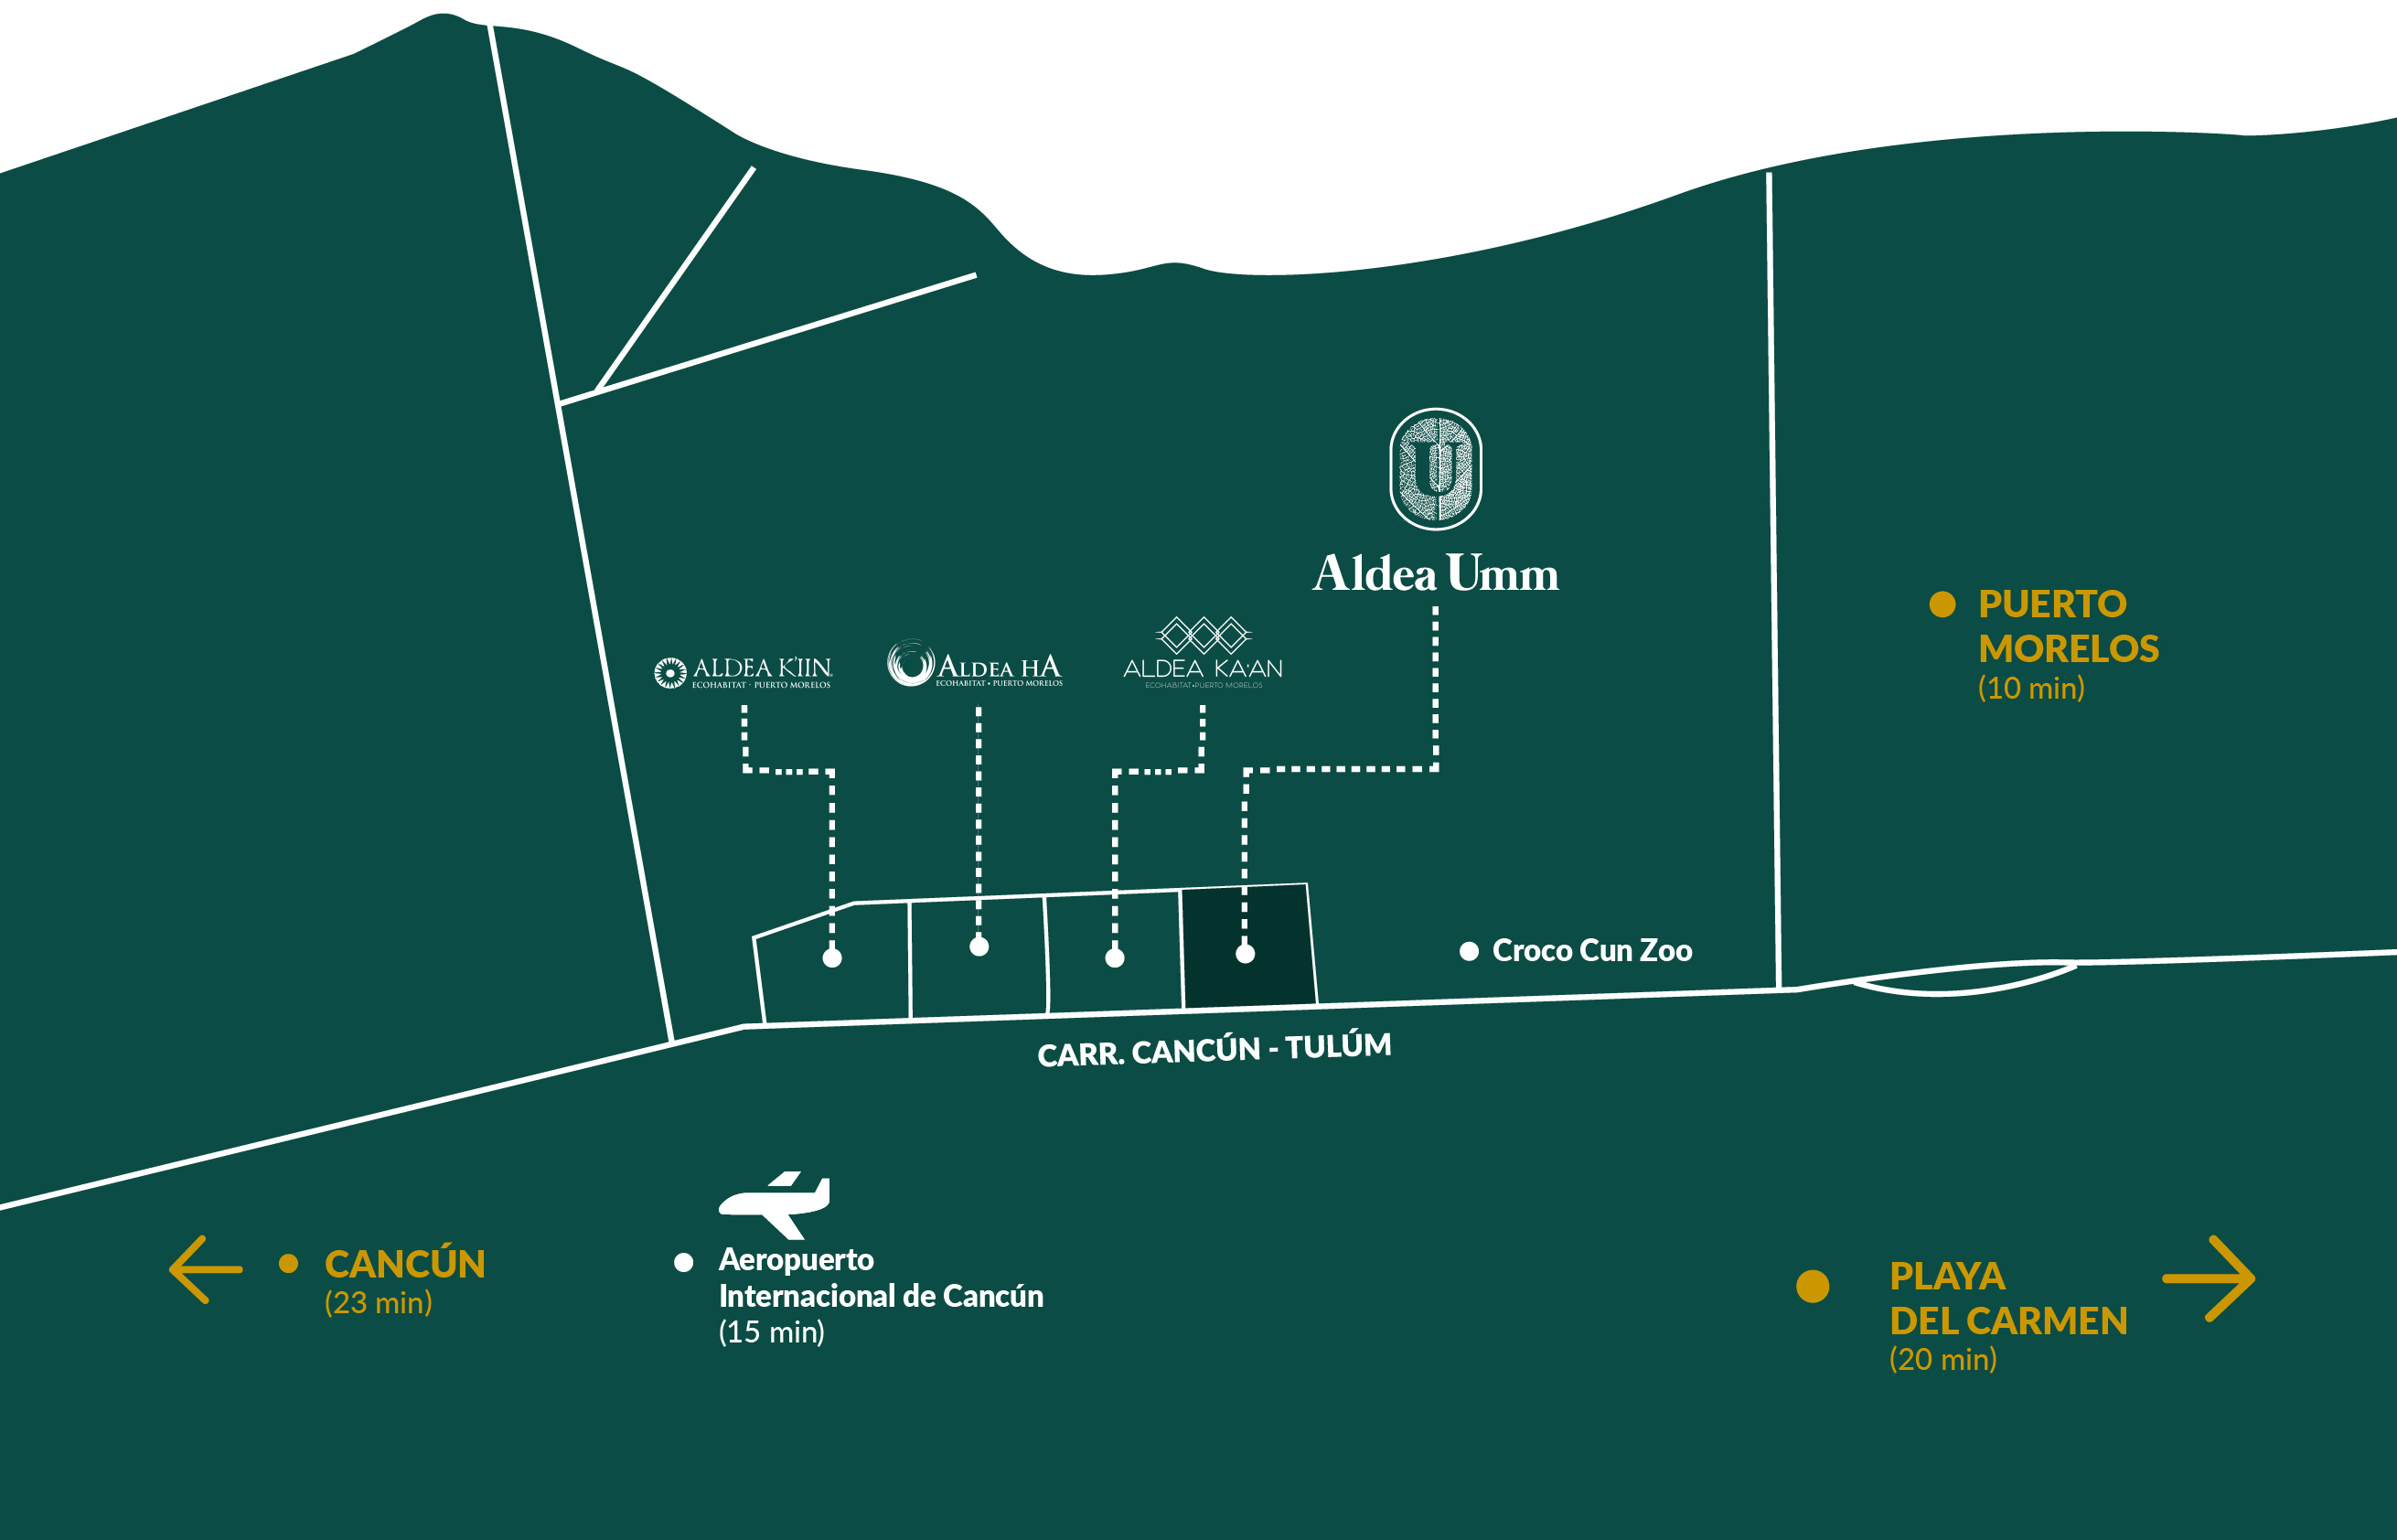 Aldea Umm
PUERTO
MORELOS
(10 min)
ALDEA K'IIN
ECOHABITAT · PUERTO MORELOS
ALDEA HA
ECOHABITAT • PUERTO MORELOS
ALDEA KA'AN
ECOHABITAT•PUERTO MORELOS
Croco Cun Zoo
CARR. CANCÚN - TULÚM
CANCÚN
(23 min)
Aeropuerto
Internacional de Cancún
(15 min)
PLAYA
DEL CARMEN
(20 min)